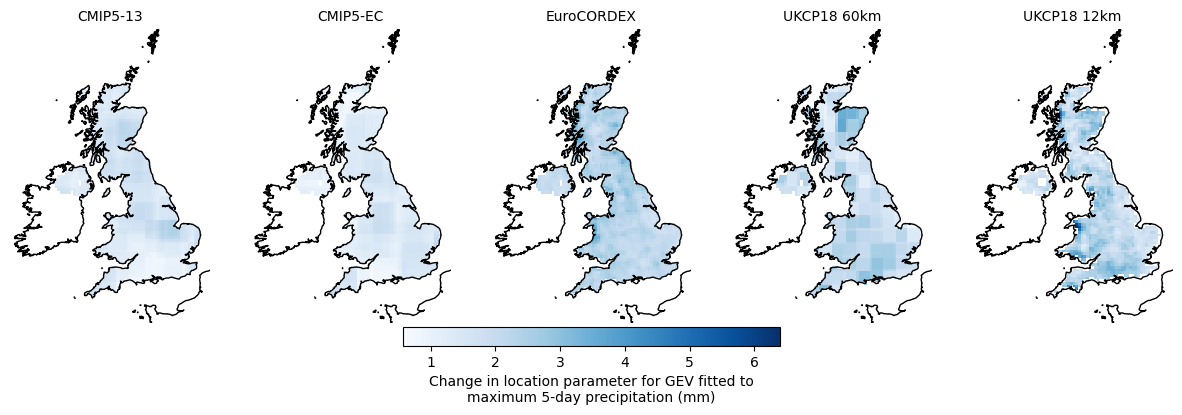 CMIP5-13
CMIP5-EC
EuroCORDEX
UKCP18 60km
UKCP18 12km
1 2 3 4 5 6
Change in location parameter for GEV fitted to
maximum 5-day precipitation (mm)